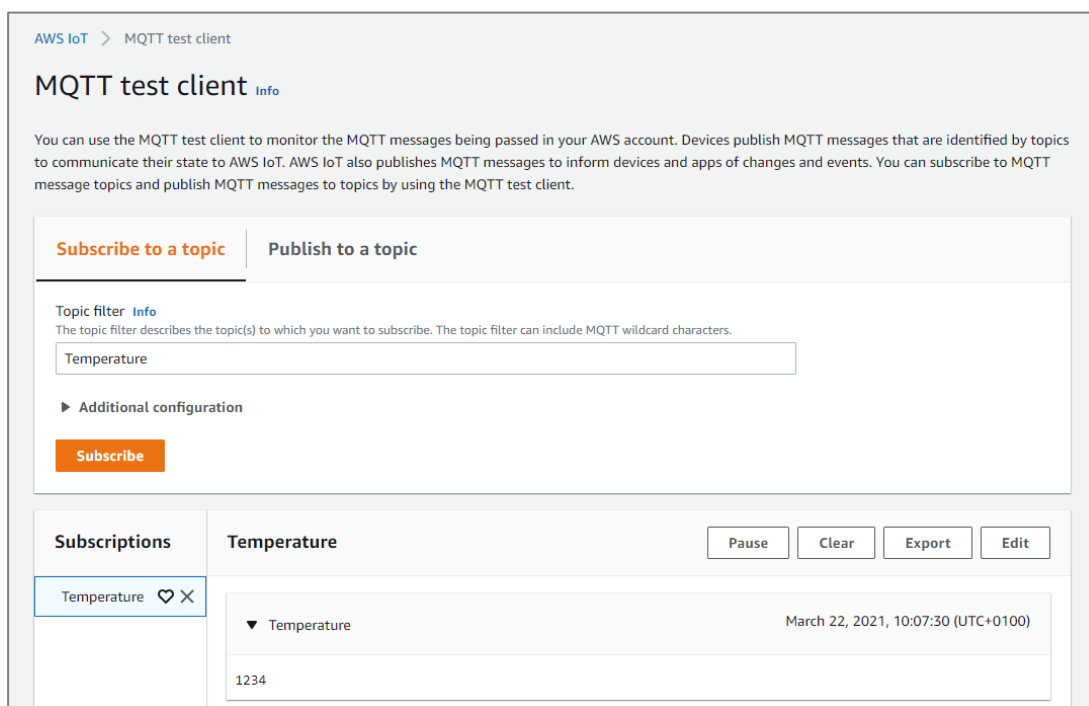 AWS IoT > MQTT test client
MQTT test client Info
You can use the MQTT test client to monitor the MQTT messages being passed in your AWS account. Devices publish MQTT messages that are identified by topics
to communicate their state to AWS IoT. AWS IoT also publishes MQTT messages to inform devices and apps of changes and events. You can subscribe to MQTT
message topics and publish MQTT messages to topics by using the MQTT test client.
Subscribe to a topic Publish to a topic
Topic filter Info
The topic filter describes the topic(s) to which you want to subscribe. The topic filter can include MQTT wildcard characters.
Temperature
Additional configuration
Subscribe
Subscriptions Temperature Pause Clear Export Edit
Temperature
Temperature March 22, 2021, 10:07:30 (UTC+0100)
1234